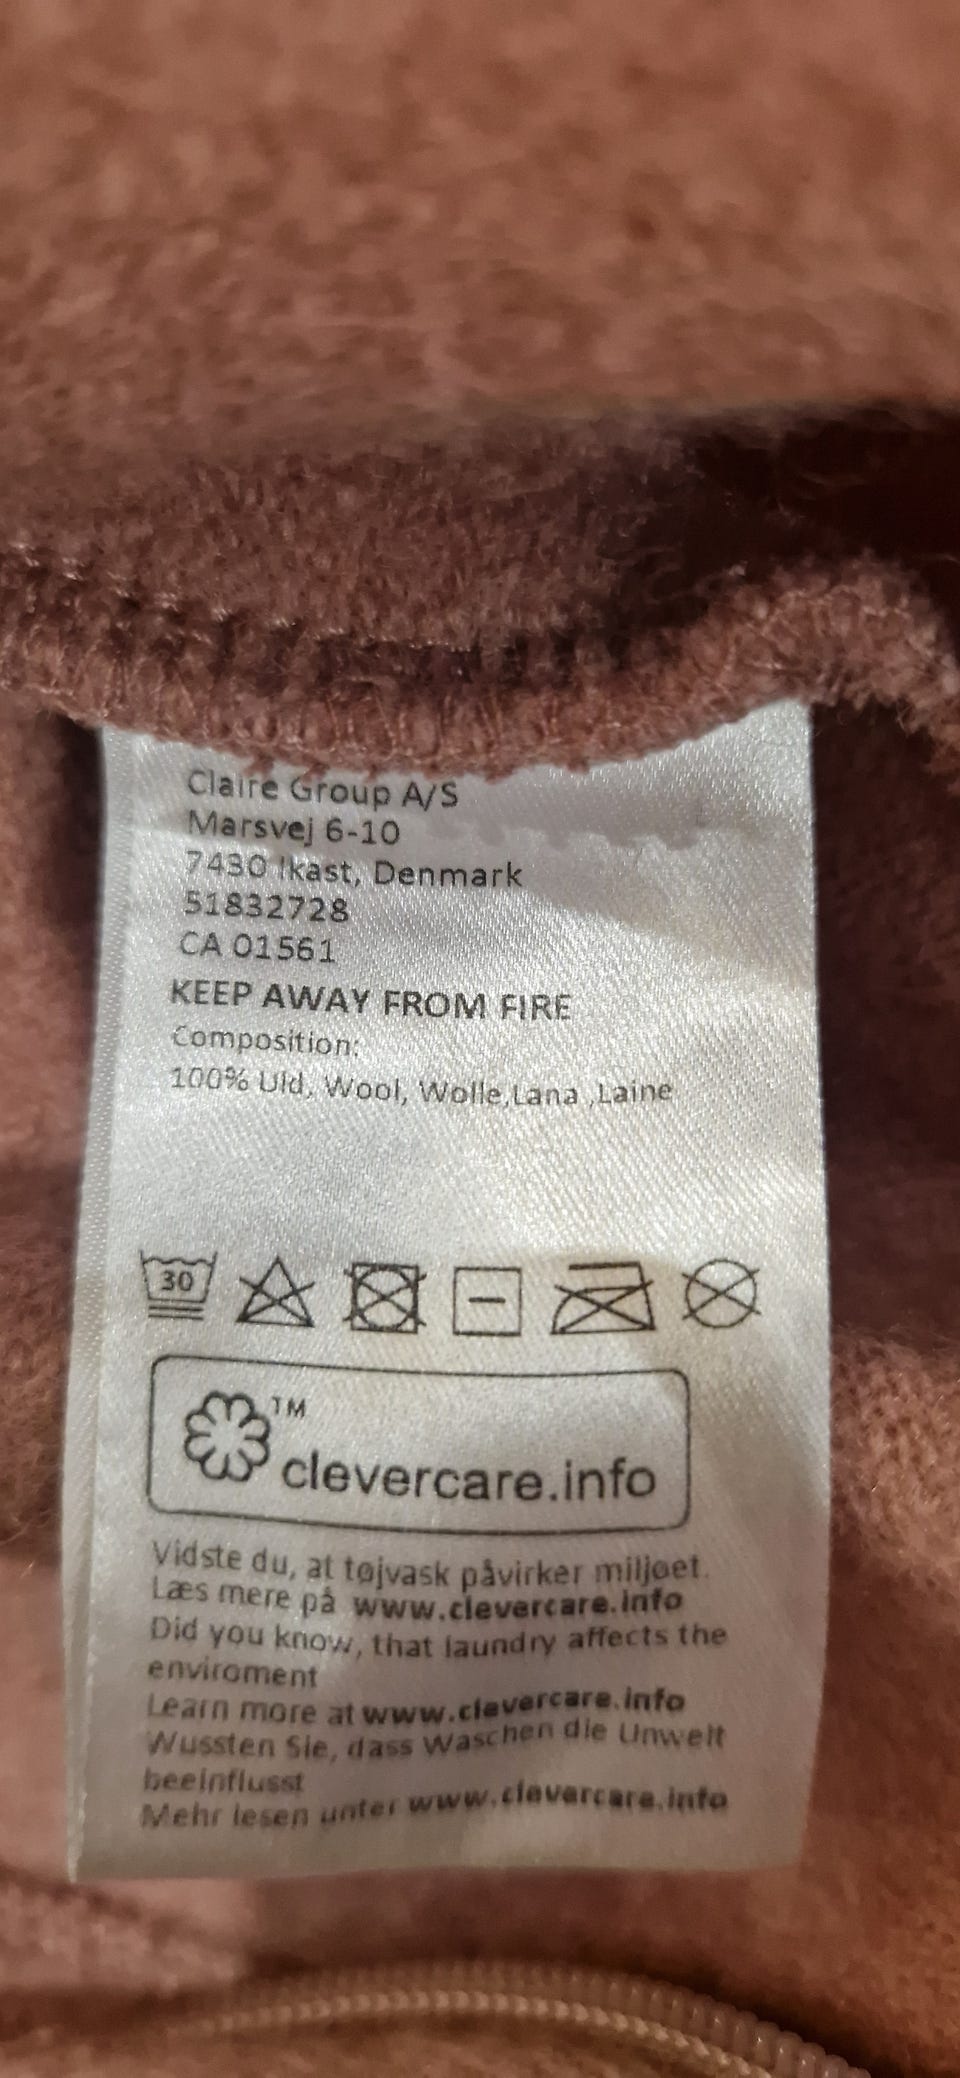 Claire Group A/S
Marsvej 6-10
7430 Ikast, Denmark
51832728
CA 01561
KEEP AWAY FROM FIRE
Composition:
100% Uld, Wool, Wolle,Lana ,Laine
30
TM
clevercare.info
Vidste du, at tøjvask påvirker miljøet.
Læs mere på www.clevercare.info
Did you know, that laundry affects the
enviroment
Learn more at www.clevercare.info
Wussten Sie, dass Waschen die Unwelt
beeinflusst
Mehr lesen unter www.clevercare.info